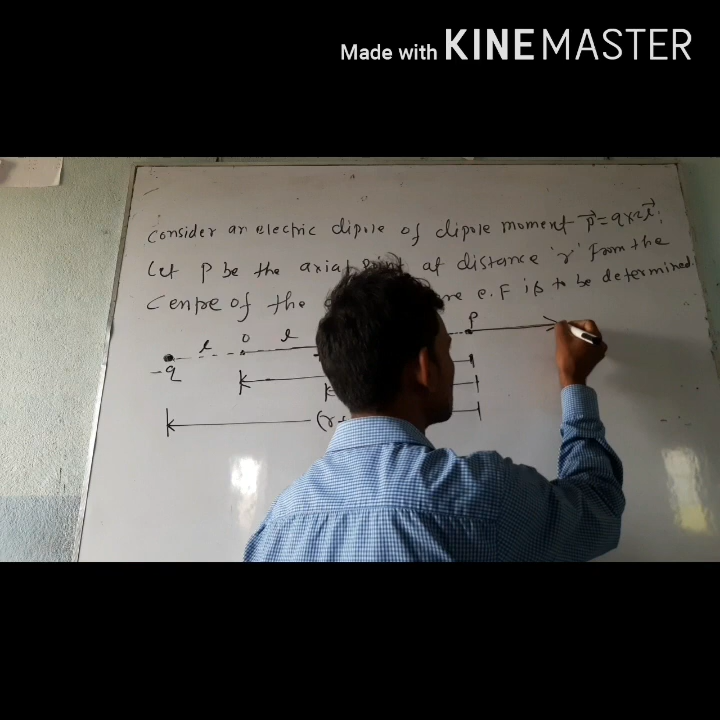 Made with KINEMASTER
Consider an electric dipole of dipole moment p⃗ = q×2l⃗,
Let P be the axial point at distance 'r' from the
Centre of the e.F is to be determined.
P
O
l l
-q
(r